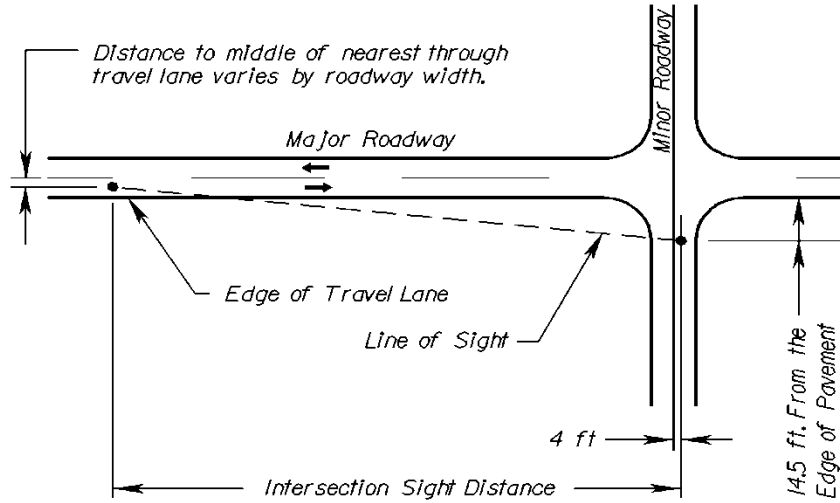 Distance to middle of nearest through
travel lane varies by roadway width.
Major Roadway
Minor Roadway
Edge of Travel Lane
Line of Sight
4 ft
14.5 ft. From the
Edge of Pavement
Intersection Sight Distance